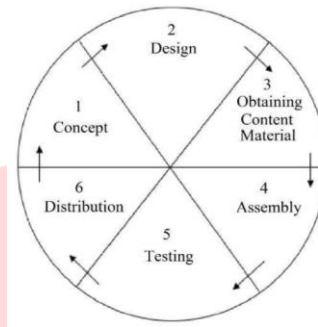 1
Concept
2
Design
3
Obtaining
Content
Material
4
Assembly
5
Testing
6
Distribution